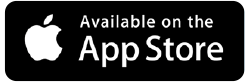 Available on the
App Store